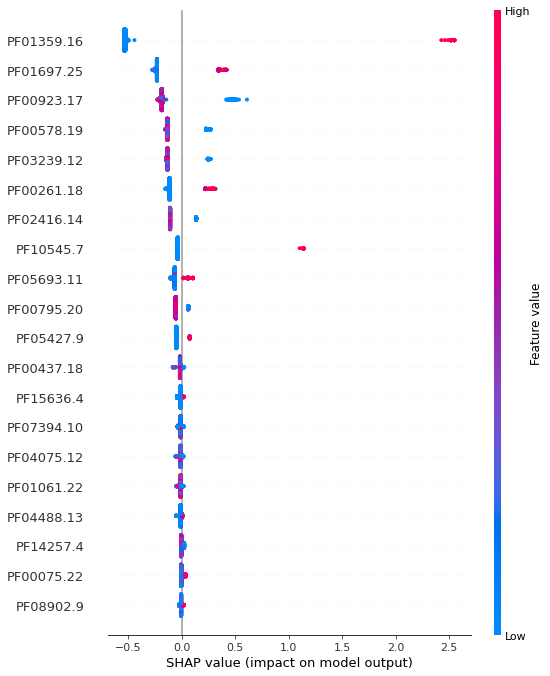 High
PF01359.16
PF01697.25
PF00923.17
PF00578.19
PF03239.12
PF00261.18
PF02416.14
PF10545.7
PF05693.11
PF00795.20
PF05427.9
PF00437.18
PF15636.4
PF07394.10
PF04075.12
PF01061.22
PF04488.13
PF14257.4
PF00075.22
PF08902.9
Feature value
Low
−0.5 0.0 0.5 1.0 1.5 2.0 2.5
SHAP value (impact on model output)